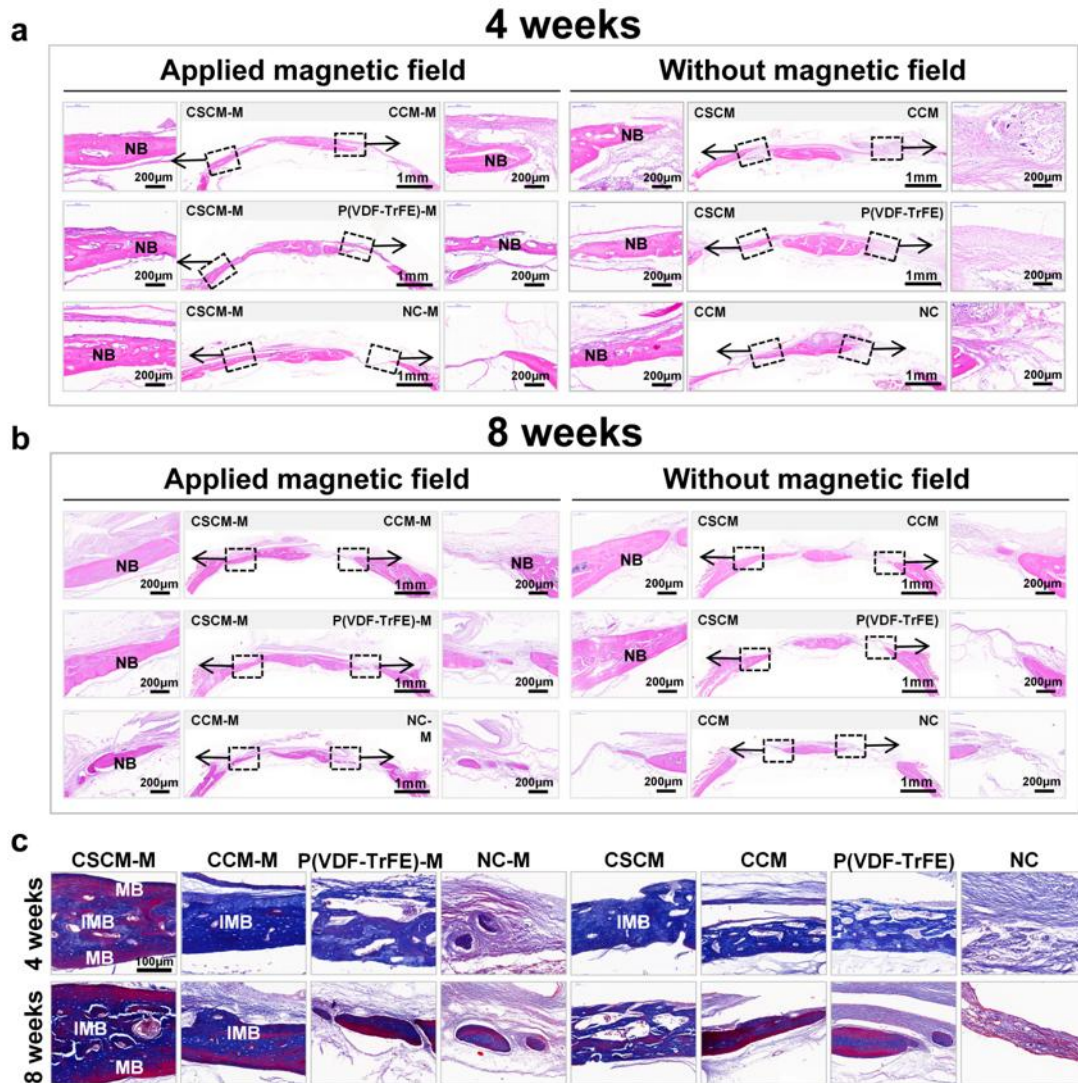 a
4 weeks
Applied magnetic field
Without magnetic field
NB
200μm
CSCM-M
CCM-M
1mm
NB
200μm
NB
200μm
CSCM
CCM
1mm
200μm
NB
200μm
CSCM-M
P(VDF-TrFE)-M
1mm
NB
200μm
NB
200μm
CSCM
P(VDF-TrFE)
1mm
200μm
NB
200μm
CSCM-M
NC-M
1mm
200μm
NB
200μm
CCM
NC
1mm
200μm
b
8 weeks
Applied magnetic field
Without magnetic field
NB
200μm
CSCM-M
CCM-M
1mm
NB
200μm
NB
200μm
CSCM
CCM
1mm
200μm
NB
200μm
CSCM-M
P(VDF-TrFE)-M
1mm
200μm
NB
200μm
CSCM
P(VDF-TrFE)
1mm
200μm
NB
200μm
CCM-M
NC-
M
1mm
200μm
200μm
CCM
NC
1mm
200μm
c
CSCM-M
CCM-M
P(VDF-TrFE)-M
NC-M
CSCM
CCM
P(VDF-TrFE)
NC
4 weeks
MB
IMB
MB
100μm
IMB
IMB
8 weeks
IMB
MB
IMB